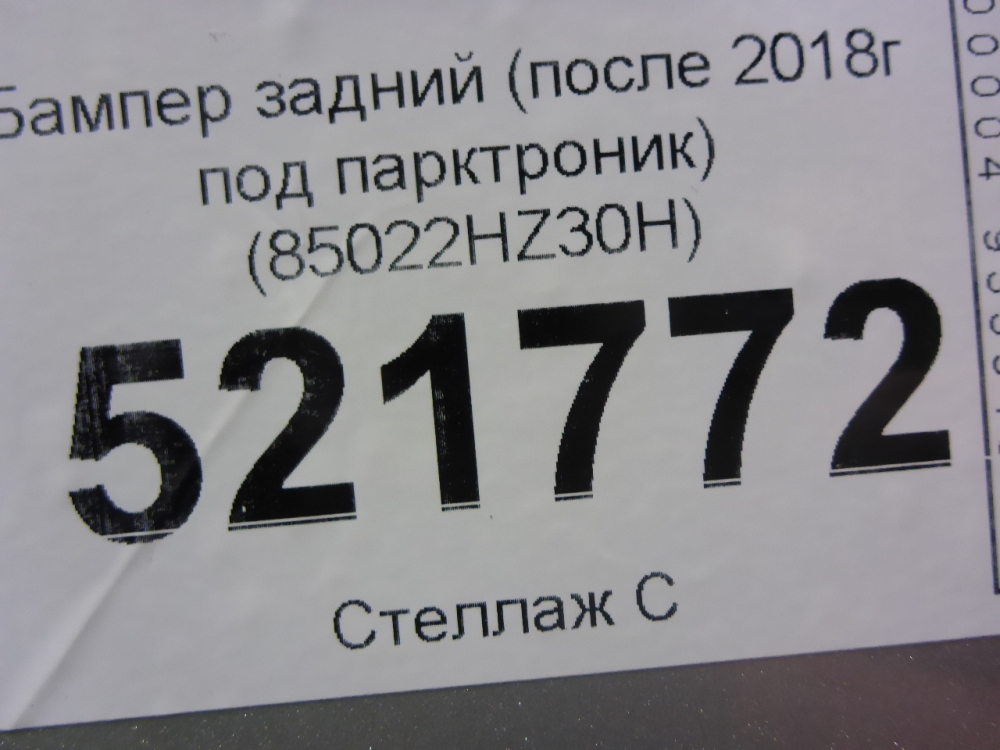 Бампер задний (после 2018г
под парктроник)
(85022HZ30H)
521772
Стеллаж С